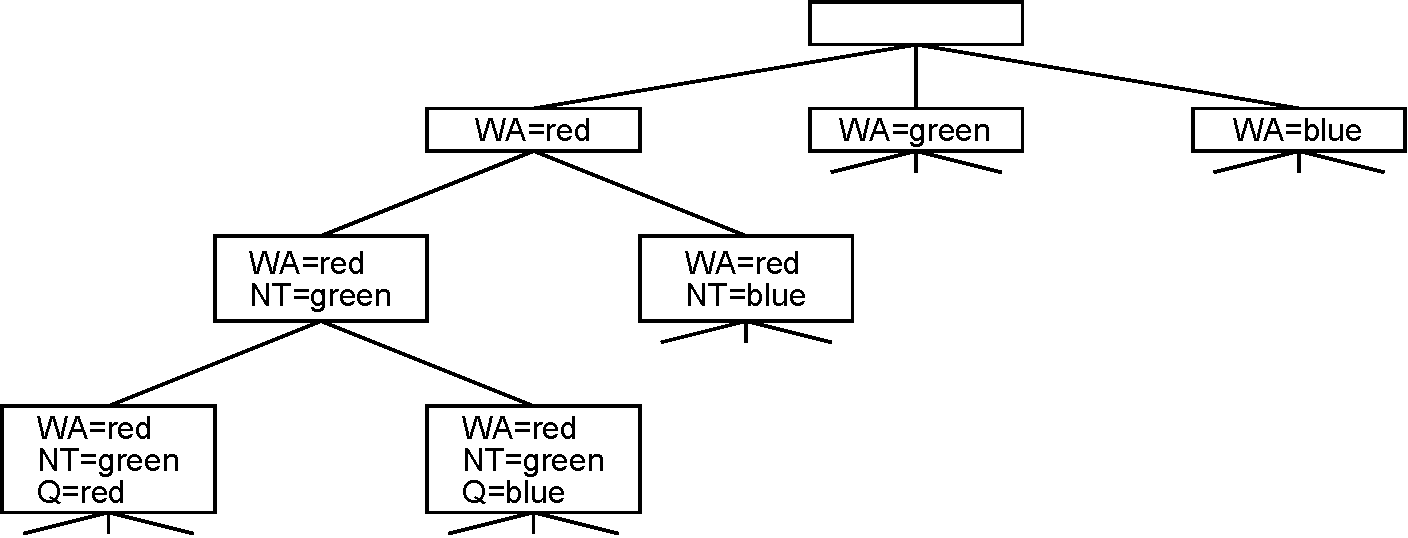 WA=red
WA=green
WA=blue
WA=red
NT=green
WA=red
NT=blue
WA=red
NT=green
Q=red
WA=red
NT=green
Q=blue